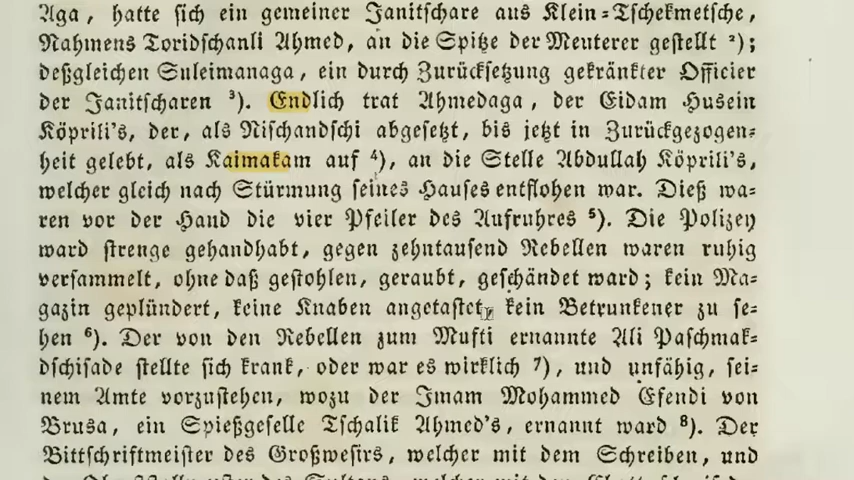 Aga, hatte sich ein gemeiner Janitschare aus Klein-Tschekmetsche,
Nahmens Toridschanli Ahmed, an die Spitze der Meuterer gestellt ²);
deßgleichen Suleimanaga, ein durch Zurücksetzung gekränkter Officier
der Janitscharen ³). Endlich trat Ahmedaga, der Eidam Husein
Köprili's, der, als Nischandschi abgesetzt, bis jetzt in Zurückgezogen-
heit gelebt, als Kaimakam auf ⁴), an die Stelle Abdullah Köprili's,
welcher gleich nach Stürmung seines Hauses entflohen war. Dieß wa-
ren vor der Hand die vier Pfeiler des Aufruhres ⁵). Die Polizey
ward strenge gehandhabt, gegen zehntausend Rebellen waren ruhig
versammelt, ohne daß gestohlen, geraubt, geschändet ward; kein Ma-
gazin geplündert, keine Knaben angetastet, kein Betrunkener zu se-
hen ⁶). Der von den Rebellen zum Mufti ernannte Ali Paschmak-
dschisade stellte sich krank, oder war es wirklich ⁷), und unfähig, sei-
nem Amte vorzustehen, wozu der Imam Mohammed Efendi von
Brusa, ein Spießgeselle Tschalik Ahmed's, ernannt ward ⁸). Der
Bittschriftmeister des Großwesirs, welcher mit dem Schreiben, und